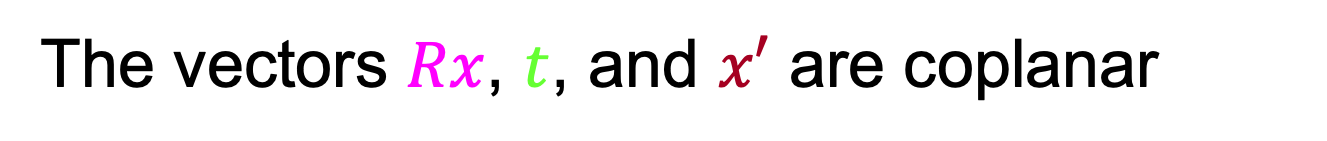 The vectors Rx, t, and x′ are coplanar